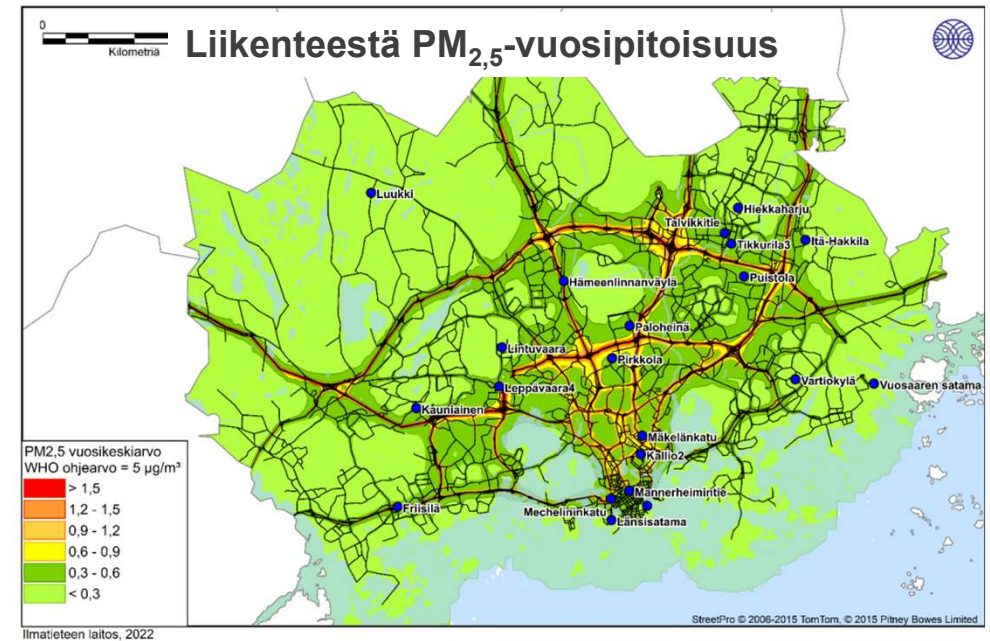 0
Kilometriä
Liikenteestä PM2,5-vuosipitoisuus
Luukki
Hiekkaharju
Talvikkitie
Tikkurila3
Itä-Hakkila
Puistola
Hämeenlinnanväylä
Paloheinä
Lintuvaara
Pirkkola
Vartiokylä
Vuosaaren satama
Leppävaara4
Kauniainen
Mäkelänkatu
Kallio2
Mannerheimintie
Mechelininkatu
Friisilä
Länsisatama
PM2,5 vuosikeskiarvo
WHO ohjearvo = 5 µg/m³
> 1,5
1,2 - 1,5
0,9 - 1,2
0,6 - 0,9
0,3 - 0,6
< 0,3
StreetPro © 2006-2015 TomTom, © 2015 Pitney Bowes Limited
Ilmatieteen laitos, 2022